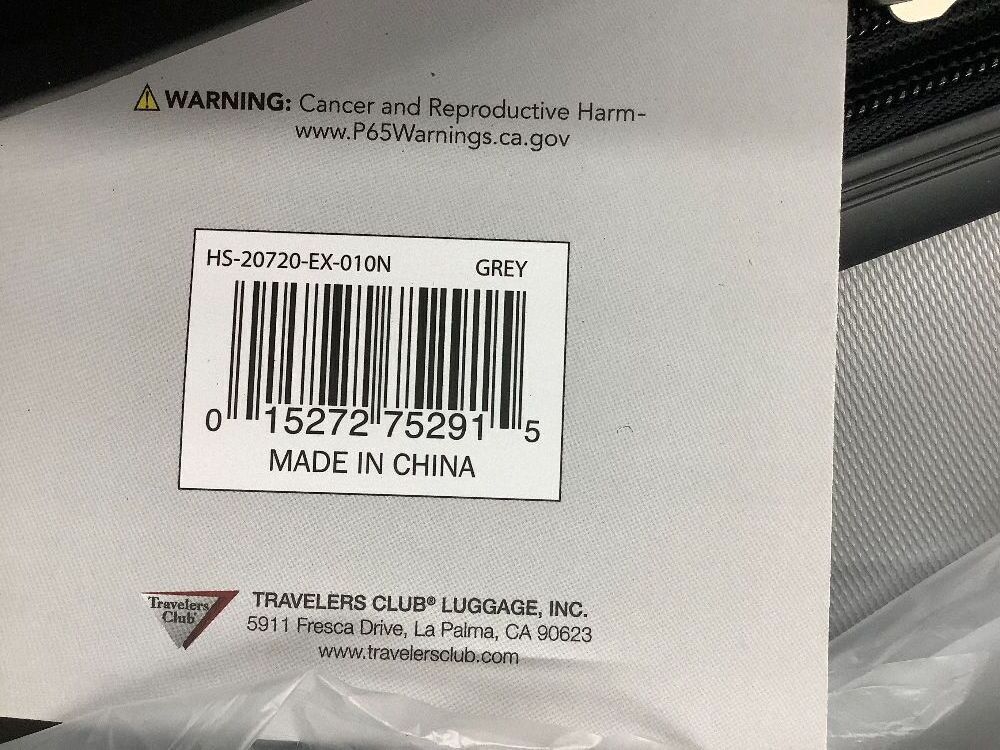 WARNING: Cancer and Reproductive Harm-
www.P65Warnings.ca.gov
HS-20720-EX-010N GREY
0 15272 75291 5
MADE IN CHINA
Travelers
Club®
TRAVELERS CLUB® LUGGAGE, INC.
5911 Fresca Drive, La Palma, CA 90623
www.travelersclub.com